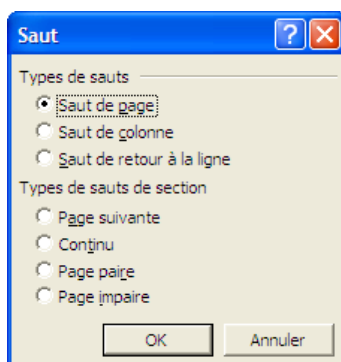 Saut
Types de sauts
Saut de page
Saut de colonne
Saut de retour à la ligne
Types de sauts de section
Page suivante
Continu
Page paire
Page impaire
OK Annuler